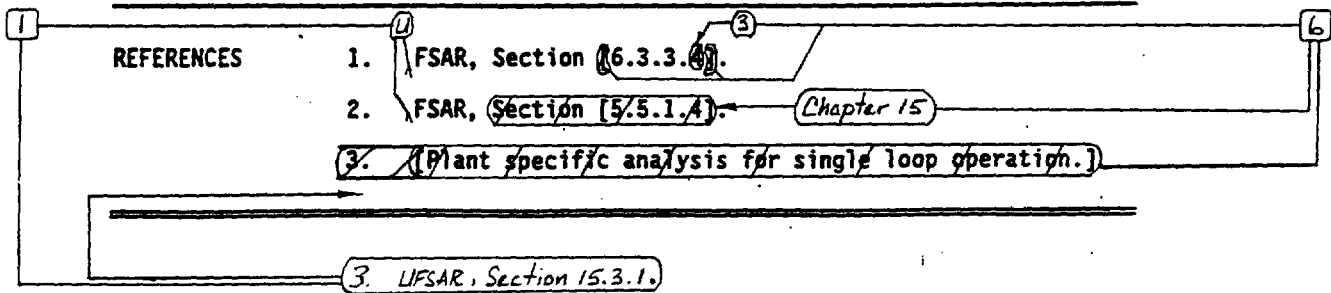 1 U 3 6
REFERENCES 1. FSAR, Section [6.3.3.4].
2. FSAR, Section [5.5.1.4]. Chapter 15
3. [Plant specific analysis for single loop operation.]
3. UFSAR, Section 15.3.1.